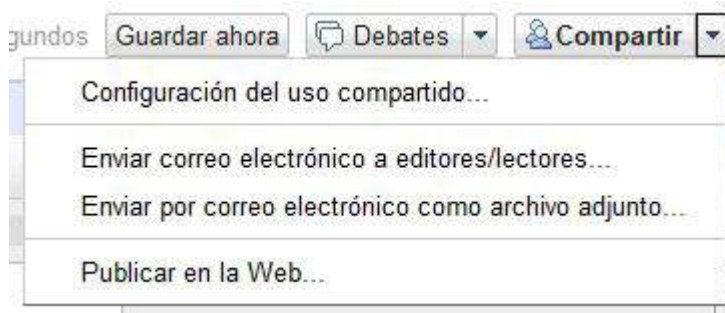 gundos Guardar ahora Debates Compartir
Configuración del uso compartido...
Enviar correo electrónico a editores/lectores...
Enviar por correo electrónico como archivo adjunto...
Publicar en la Web...